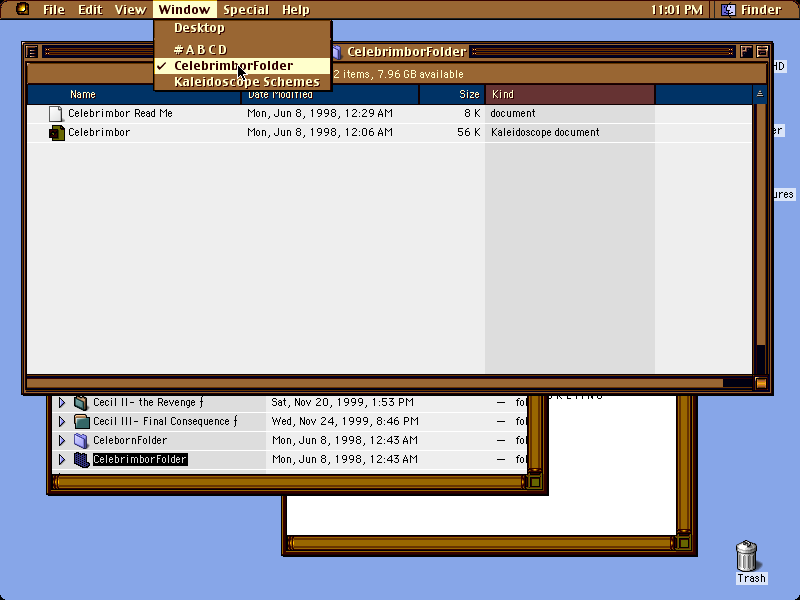 File Edit View Window Special Help 11:01 PM Finder
Desktop
# A B C D
✓ CelebrimborFolder
Kaleidoscope Schemes
CelebrimborFolder
2 items, 7.96 GB available
HD
Name Date Modified Size Kind
Celebrimbor Read Me Mon, Jun 8, 1998, 12:29 AM 8 K document
Celebrimbor Mon, Jun 8, 1998, 12:06 AM 56 K Kaleidoscope document
er
ures
Cecil II- the Revenge ƒ Sat, Nov 20, 1999, 1:53 PM — fol
Cecil III- Final Consequence ƒ Wed, Nov 24, 1999, 8:46 PM — fol
CelebornFolder Mon, Jun 8, 1998, 12:43 AM — fol
CelebrimborFolder Mon, Jun 8, 1998, 12:43 AM — fol
Trash